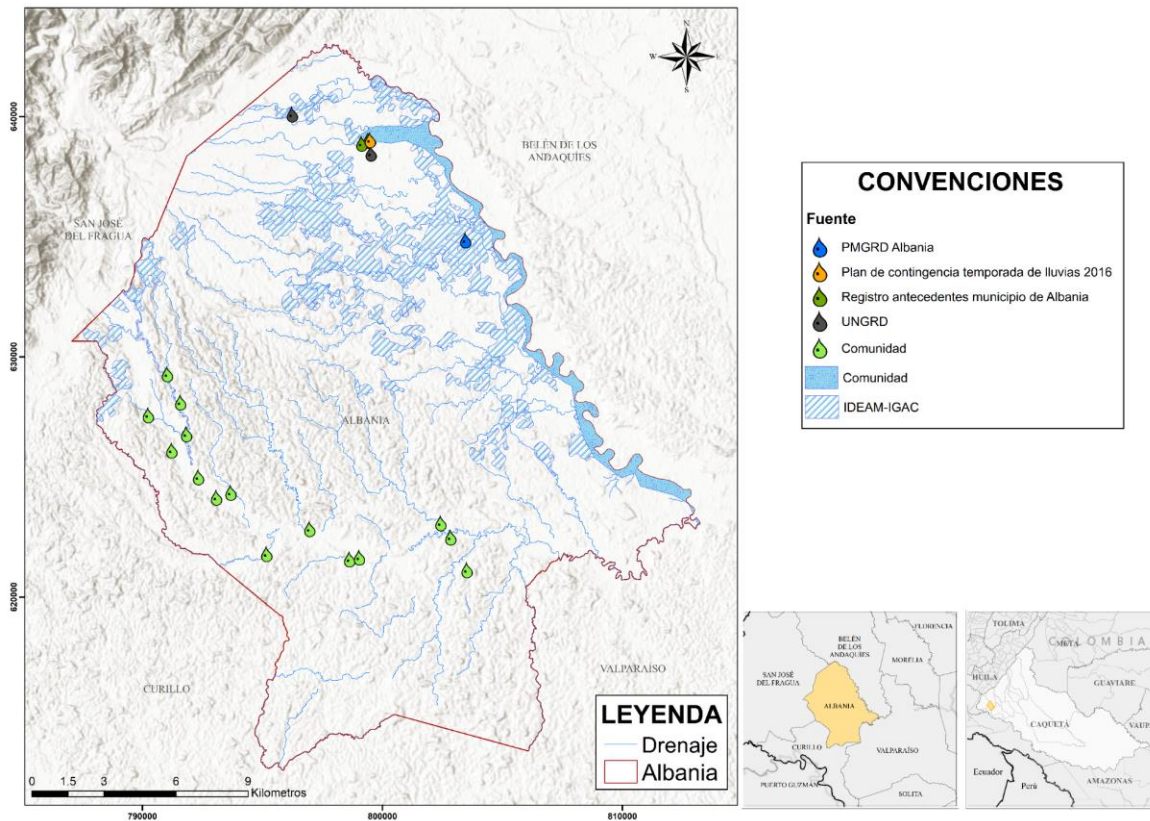 N
W
E
S
640000
630000
620000
BELÉN DE LOS
ANDAQUÍES
SAN JOSÉ
DEL FRAGUA
ALBANIA
CURILLO
VALPARAÍSO
LEYENDA
Drenaje
Albania
0 1.5 3 6 9
Kilometros
790000 800000 810000
CONVENCIONES
Fuente
PMGRD Albania
Plan de contingencia temporada de lluvias 2016
Registro antecedentes municipio de Albania
UNGRD
Comunidad
Comunidad
IDEAM-IGAC
FLORENCIA
BELÉN
DE LOS
ANDAQUÍES
MORELIA
SAN JOSÉ
DEL FRAGUA
ALBANIA
CURILLO
VALPARAÍSO
PUERTO GUZMÁN
SOLITA
TOLIMA
COLOMBIA
META
HUILA
GUAVIARE
CAQUETÁ
VAUP
Ecuador
Perú
AMAZONAS